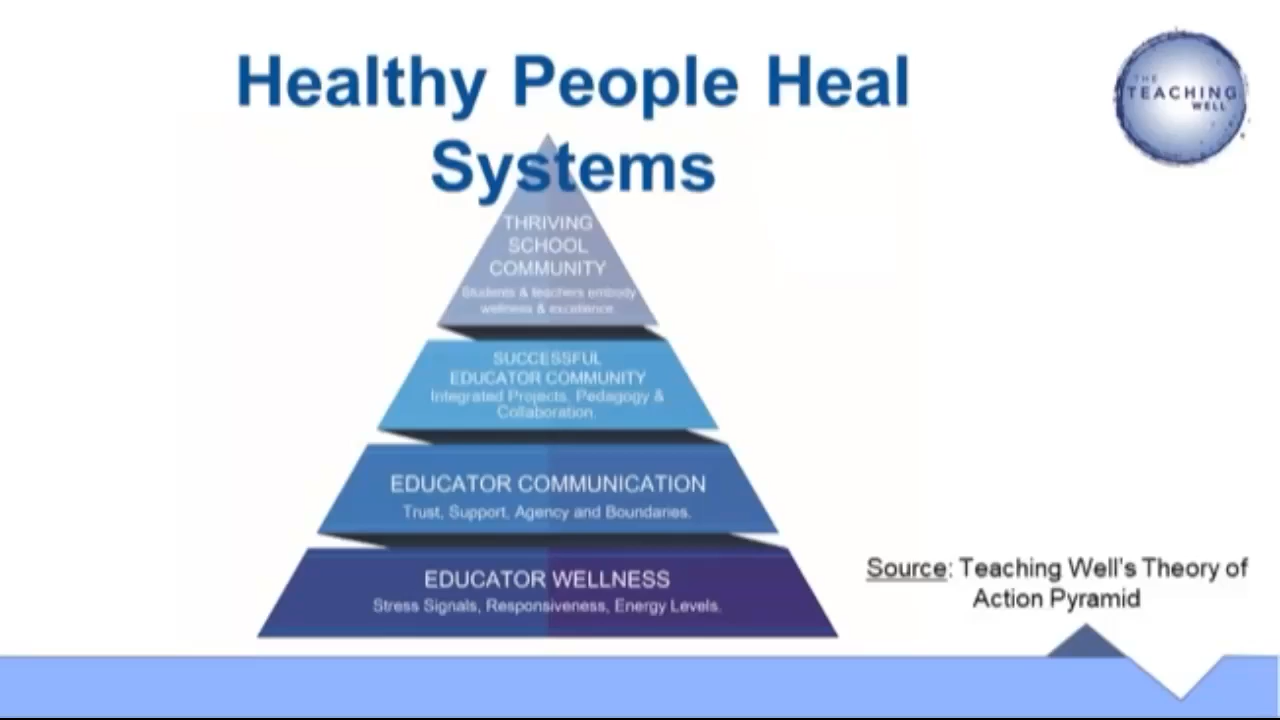 Healthy People Heal
Systems
THE
TEACHING
WELL
THRIVING
SCHOOL
COMMUNITY
Students & teachers embody
wellness & excellence
SUCCESSFUL
EDUCATOR COMMUNITY
Integrated Projects, Pedagogy &
Collaboration
EDUCATOR COMMUNICATION
Trust, Support, Agency and Boundaries.
EDUCATOR WELLNESS
Stress Signals, Responsiveness, Energy Levels.
Source: Teaching Well's Theory of
Action Pyramid